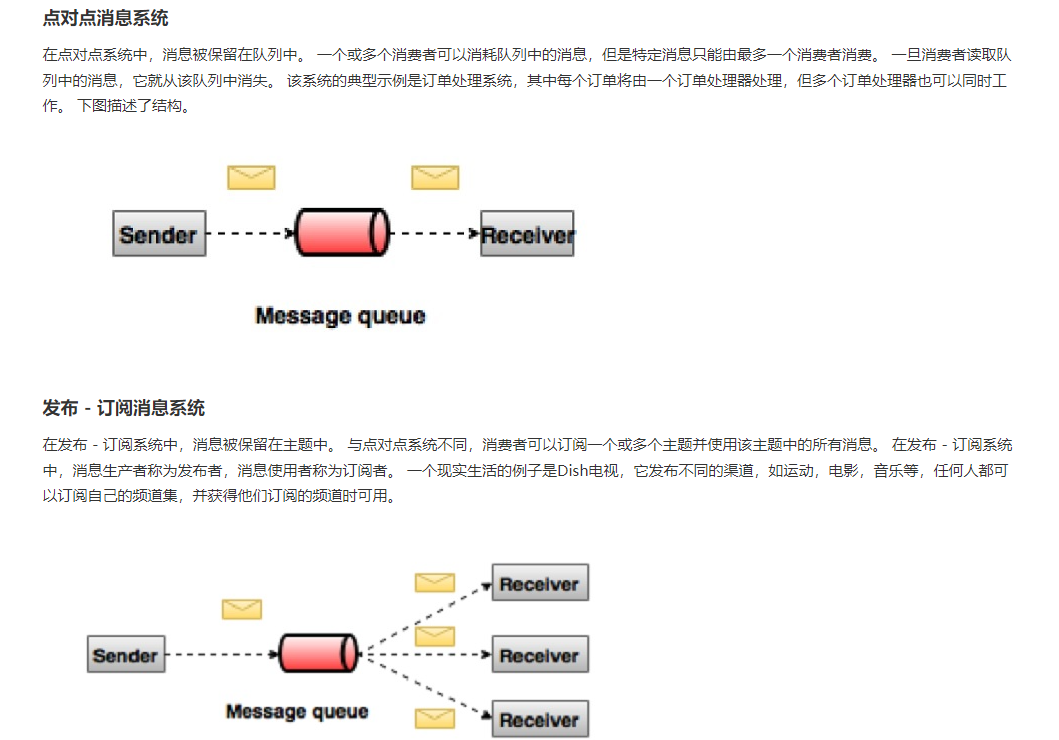 点对点消息系统
在点对点系统中，消息被保留在队列中。 一个或多个消费者可以消耗队列中的消息，但是特定消息只能由最多一个消费者消费。 一旦消费者读取队
列中的消息，它就从该队列中消失。 该系统的典型示例是订单处理系统，其中每个订单将由一个订单处理器处理，但多个订单处理器也可以同时工
作。 下图描述了结构。
Sender
Receiver
Message queue
发布 - 订阅消息系统
在发布 - 订阅系统中，消息被保留在主题中。 与点对点系统不同，消费者可以订阅一个或多个主题并使用该主题中的所有消息。 在发布 - 订阅系统
中，消息生产者称为发布者，消息使用者称为订阅者。 一个现实生活的例子是Dish电视，它发布不同的渠道，如运动，电影，音乐等，任何人都可
以订阅自己的频道集，并获得他们订阅的频道时可用。
Receiver
Sender
Receiver
Message queue
Receiver